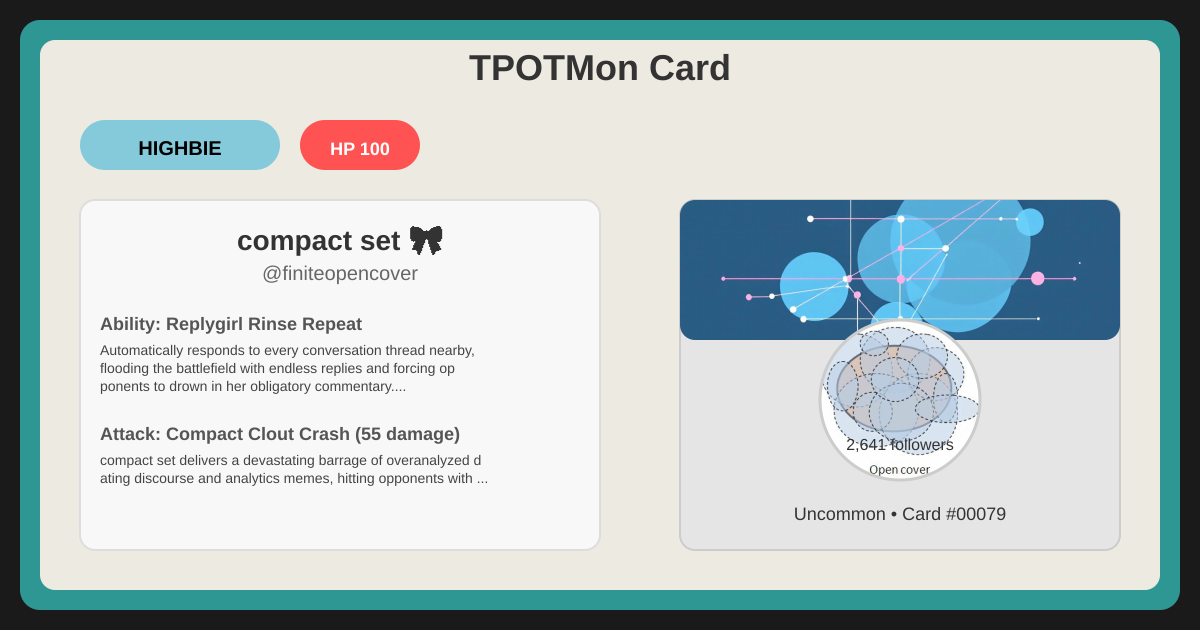 TPOTMon Card
HIGHBIE
HP 100
compact set 🎀
@finiteopencover
Ability: Replygirl Rinse Repeat
Automatically responds to every conversation thread nearby,
flooding the battlefield with endless replies and forcing op
ponents to drown in her obligatory commentary....
Attack: Compact Clout Crash (55 damage)
compact set delivers a devastating barrage of overanalyzed d
ating discourse and analytics memes, hitting opponents with ...
2,641 followers
Open cover
Uncommon • Card #00079